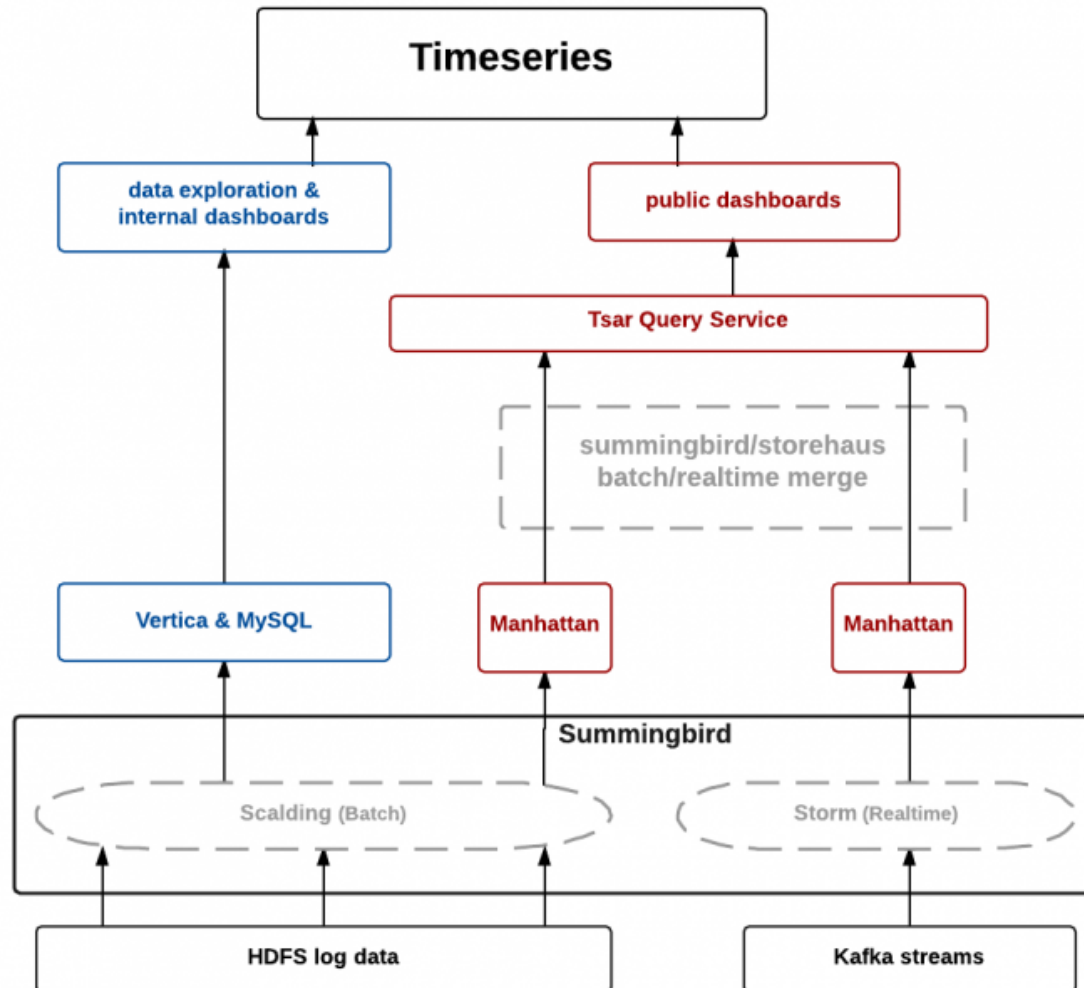 Timeseries
data exploration &
internal dashboards
public dashboards
Tsar Query Service
summingbird/storehaus
batch/realtime merge
Vertica & MySQL
Manhattan
Manhattan
Summingbird
Scalding (Batch)
Storm (Realtime)
HDFS log data
Kafka streams